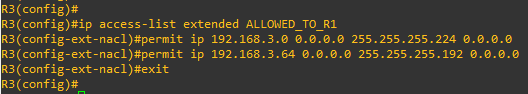 R3(config)#
R3(config)#ip access-list extended ALLOWED_TO_R1
R3(config-ext-nacl)#permit ip 192.168.3.0 0.0.0.0 255.255.255.224 0.0.0.0
R3(config-ext-nacl)#permit ip 192.168.3.64 0.0.0.0 255.255.255.192 0.0.0.0
R3(config-ext-nacl)#exit
R3(config)#